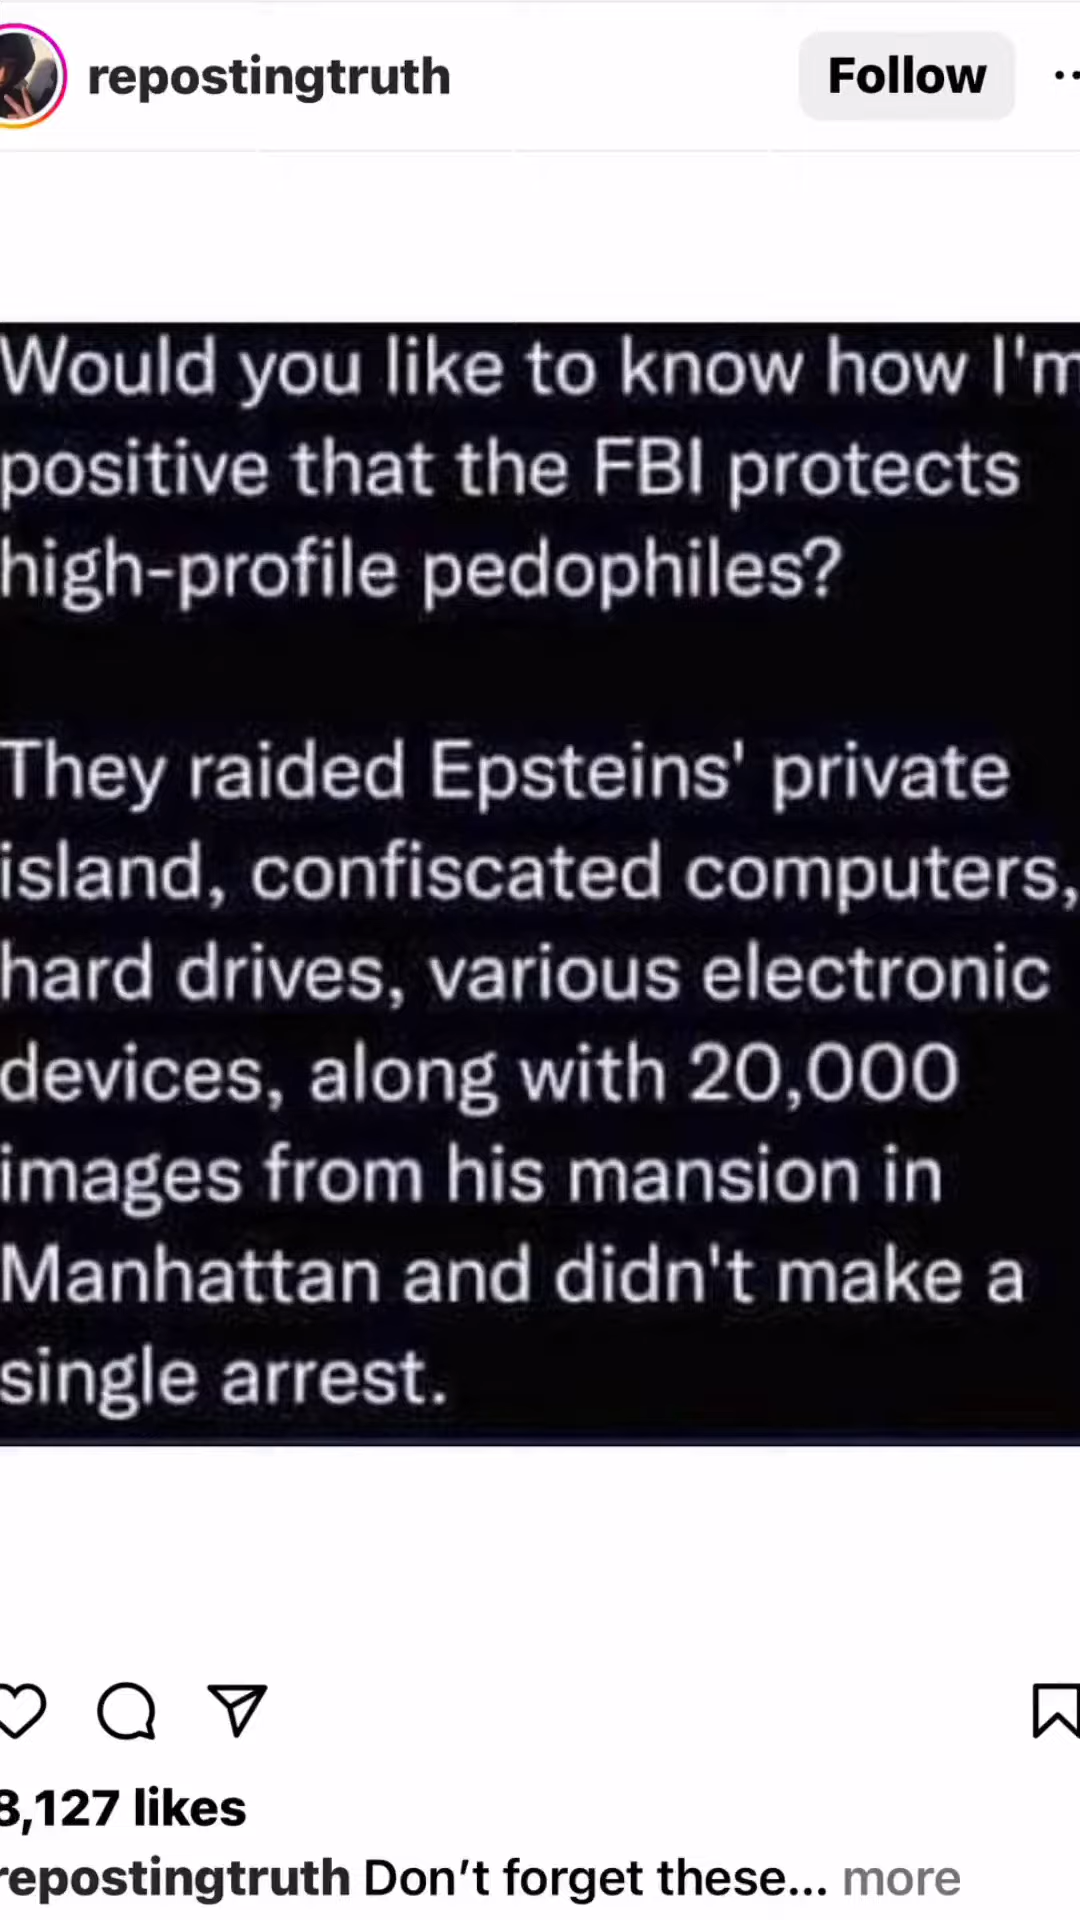 repostingtruth
Follow
Would you like to know how I'm
positive that the FBI protects
high-profile pedophiles?
They raided Epsteins' private
island, confiscated computers,
hard drives, various electronic
devices, along with 20,000
images from his mansion in
Manhattan and didn't make a
single arrest.
8,127 likes
repostingtruth Don’t forget these... more